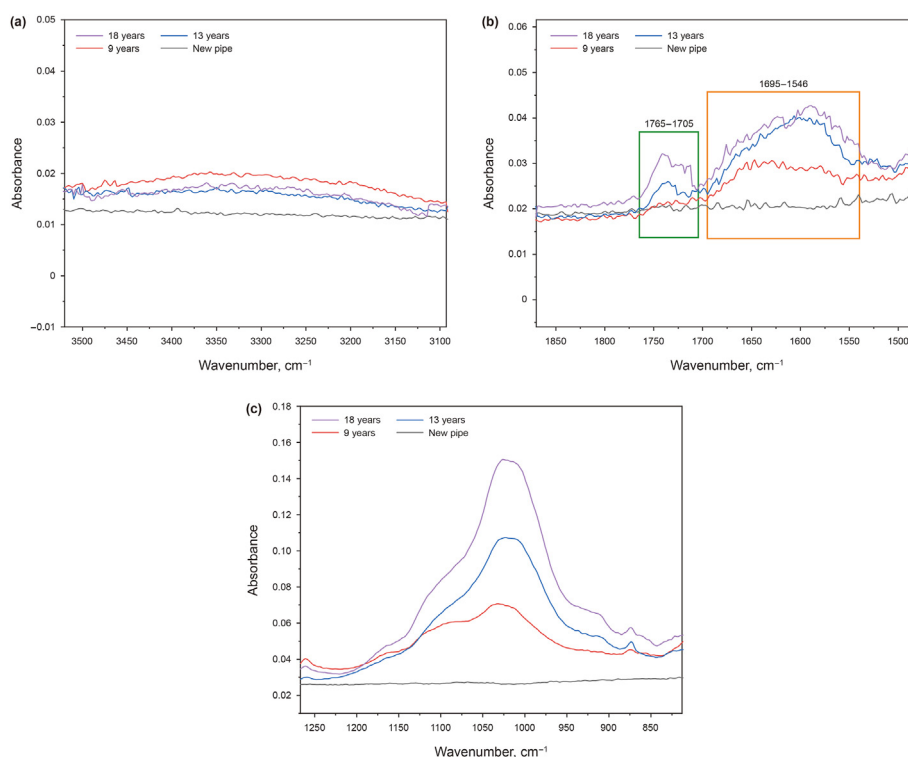 (a)
18 years 13 years
9 years New pipe
0.05
0.04
0.03
0.02
0.01
0
−0.01
Absorbance
3500 3450 3400 3350 3300 3250 3200 3150 3100
Wavenumber, cm⁻¹
(b)
18 years 13 years
9 years New pipe
1695–1546
1765–1705
0.06
0.05
0.04
0.03
0.02
0.01
0
Absorbance
1850 1800 1750 1700 1650 1600 1550 1500
Wavenumber, cm⁻¹
(c)
18 years 13 years
9 years New pipe
0.18
0.16
0.14
0.12
0.10
0.08
0.06
0.04
0.02
Absorbance
1250 1200 1150 1100 1050 1000 950 900 850
Wavenumber, cm⁻¹